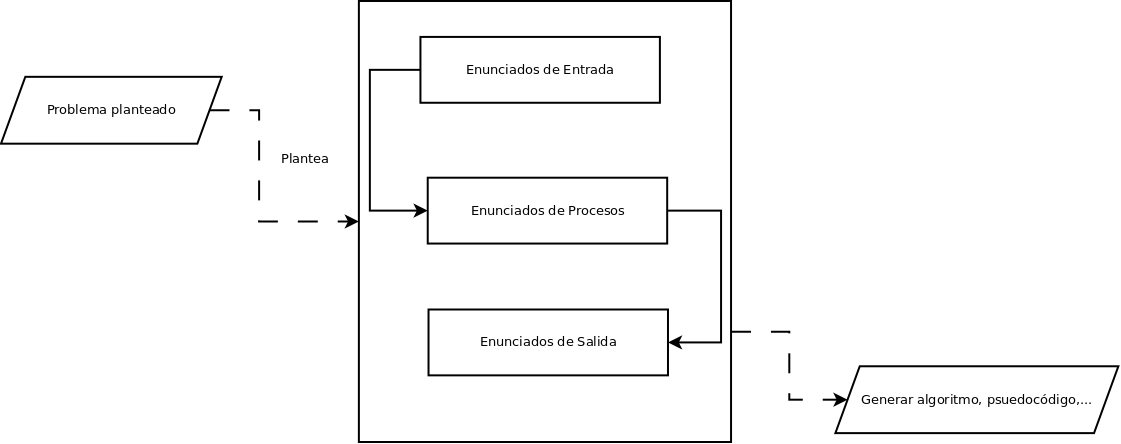 Enunciados de Entrada
Problema planteado
Plantea
Enunciados de Procesos
Enunciados de Salida
Generar algoritmo, psuedocódigo,...